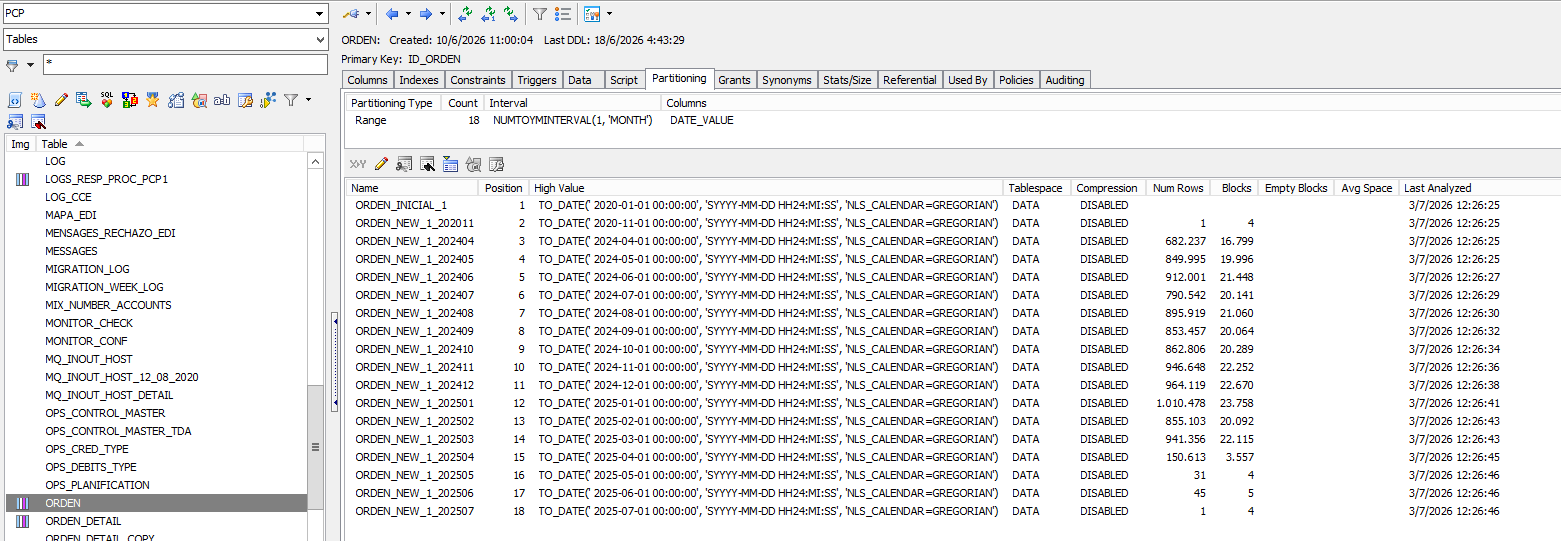 PCP
Tables
*
Img Table
LOG
LOGS_RESP_PROC_PCP1
LOG_CCE
MAPA_EDI
MENSAGES_RECHAZO_EDI
MESSAGES
MIGRATION_LOG
MIGRATION_WEEK_LOG
MIX_NUMBER_ACCOUNTS
MONITOR_CHECK
MONITOR_CONF
MQ_INOUT_HOST
MQ_INOUT_HOST_12_08_2020
MQ_INOUT_HOST_DETAIL
OPS_CONTROL_MASTER
OPS_CONTROL_MASTER_TDA
OPS_CRED_TYPE
OPS_DEBITS_TYPE
OPS_PLANIFICATION
ORDEN
ORDEN_DETAIL
ORDEN_DETAIL_COPY
ORDEN: Created: 10/6/2026 11:00:04 Last DDL: 18/6/2026 4:43:29
Primary Key: ID_ORDEN
Columns Indexes Constraints Triggers Data Script Partitioning Grants Synonyms Stats/Size Referential Used By Policies Auditing
Partitioning Type Count Interval Columns
Range 18 NUMTOYMINTERVAL(1, 'MONTH') DATE_VALUE
Name Position High Value Tablespace Compression Num Rows Blocks Empty Blocks Avg Space Last Analyzed
ORDEN_INICIAL_1 1 TO_DATE(' 2020-01-01 00:00:00', 'SYYYY-MM-DD HH24:MI:SS', 'NLS_CALENDAR=GREGORIAN') DATA DISABLED 3/7/2026 12:26:25
ORDEN_NEW_1_202011 2 TO_DATE(' 2020-11-01 00:00:00', 'SYYYY-MM-DD HH24:MI:SS', 'NLS_CALENDAR=GREGORIAN') DATA DISABLED 1 4 3/7/2026 12:26:25
ORDEN_NEW_1_202404 3 TO_DATE(' 2024-04-01 00:00:00', 'SYYYY-MM-DD HH24:MI:SS', 'NLS_CALENDAR=GREGORIAN') DATA DISABLED 682.237 16.799 3/7/2026 12:26:25
ORDEN_NEW_1_202405 4 TO_DATE(' 2024-05-01 00:00:00', 'SYYYY-MM-DD HH24:MI:SS', 'NLS_CALENDAR=GREGORIAN') DATA DISABLED 849.995 19.996 3/7/2026 12:26:25
ORDEN_NEW_1_202406 5 TO_DATE(' 2024-06-01 00:00:00', 'SYYYY-MM-DD HH24:MI:SS', 'NLS_CALENDAR=GREGORIAN') DATA DISABLED 912.001 21.448 3/7/2026 12:26:27
ORDEN_NEW_1_202407 6 TO_DATE(' 2024-07-01 00:00:00', 'SYYYY-MM-DD HH24:MI:SS', 'NLS_CALENDAR=GREGORIAN') DATA DISABLED 790.542 20.141 3/7/2026 12:26:29
ORDEN_NEW_1_202408 7 TO_DATE(' 2024-08-01 00:00:00', 'SYYYY-MM-DD HH24:MI:SS', 'NLS_CALENDAR=GREGORIAN') DATA DISABLED 895.919 21.060 3/7/2026 12:26:30
ORDEN_NEW_1_202409 8 TO_DATE(' 2024-09-01 00:00:00', 'SYYYY-MM-DD HH24:MI:SS', 'NLS_CALENDAR=GREGORIAN') DATA DISABLED 853.457 20.064 3/7/2026 12:26:32
ORDEN_NEW_1_202410 9 TO_DATE(' 2024-10-01 00:00:00', 'SYYYY-MM-DD HH24:MI:SS', 'NLS_CALENDAR=GREGORIAN') DATA DISABLED 862.806 20.289 3/7/2026 12:26:34
ORDEN_NEW_1_202411 10 TO_DATE(' 2024-11-01 00:00:00', 'SYYYY-MM-DD HH24:MI:SS', 'NLS_CALENDAR=GREGORIAN') DATA DISABLED 946.648 22.252 3/7/2026 12:26:36
ORDEN_NEW_1_202412 11 TO_DATE(' 2024-12-01 00:00:00', 'SYYYY-MM-DD HH24:MI:SS', 'NLS_CALENDAR=GREGORIAN') DATA DISABLED 964.119 22.670 3/7/2026 12:26:38
ORDEN_NEW_1_202501 12 TO_DATE(' 2025-01-01 00:00:00', 'SYYYY-MM-DD HH24:MI:SS', 'NLS_CALENDAR=GREGORIAN') DATA DISABLED 1.010.478 23.758 3/7/2026 12:26:41
ORDEN_NEW_1_202502 13 TO_DATE(' 2025-02-01 00:00:00', 'SYYYY-MM-DD HH24:MI:SS', 'NLS_CALENDAR=GREGORIAN') DATA DISABLED 855.103 20.092 3/7/2026 12:26:43
ORDEN_NEW_1_202503 14 TO_DATE(' 2025-03-01 00:00:00', 'SYYYY-MM-DD HH24:MI:SS', 'NLS_CALENDAR=GREGORIAN') DATA DISABLED 941.356 22.115 3/7/2026 12:26:44
ORDEN_NEW_1_202504 15 TO_DATE(' 2025-04-01 00:00:00', 'SYYYY-MM-DD HH24:MI:SS', 'NLS_CALENDAR=GREGORIAN') DATA DISABLED 150.613 3.557 3/7/2026 12:26:45
ORDEN_NEW_1_202505 16 TO_DATE(' 2025-05-01 00:00:00', 'SYYYY-MM-DD HH24:MI:SS', 'NLS_CALENDAR=GREGORIAN') DATA DISABLED 31 4 3/7/2026 12:26:46
ORDEN_NEW_1_202506 17 TO_DATE(' 2025-06-01 00:00:00', 'SYYYY-MM-DD HH24:MI:SS', 'NLS_CALENDAR=GREGORIAN') DATA DISABLED 45 5 3/7/2026 12:26:46
ORDEN_NEW_1_202507 18 TO_DATE(' 2025-07-01 00:00:00', 'SYYYY-MM-DD HH24:MI:SS', 'NLS_CALENDAR=GREGORIAN') DATA DISABLED 1 4 3/7/2026 12:26:46